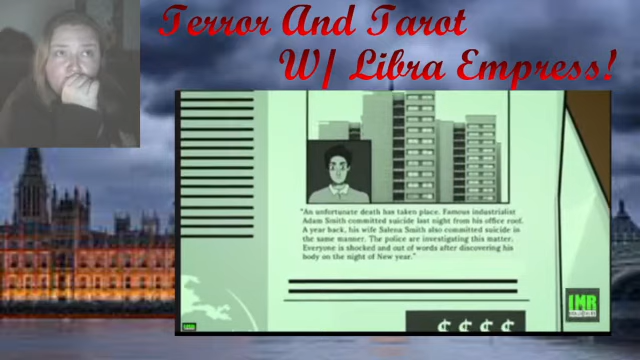 Terror And Tarot
W/ Libra Empress!
"An unfortunate death has taken place. Famous industrialist
Adam Smith committed suicide last night from his office roof.
A year back, his wife Salena Smith also committed suicide in
the same manner. The police are investigating this matter.
Everyone is shocked and out of words after discovering his
body on the night of New year."
LMR
$ $ $ $